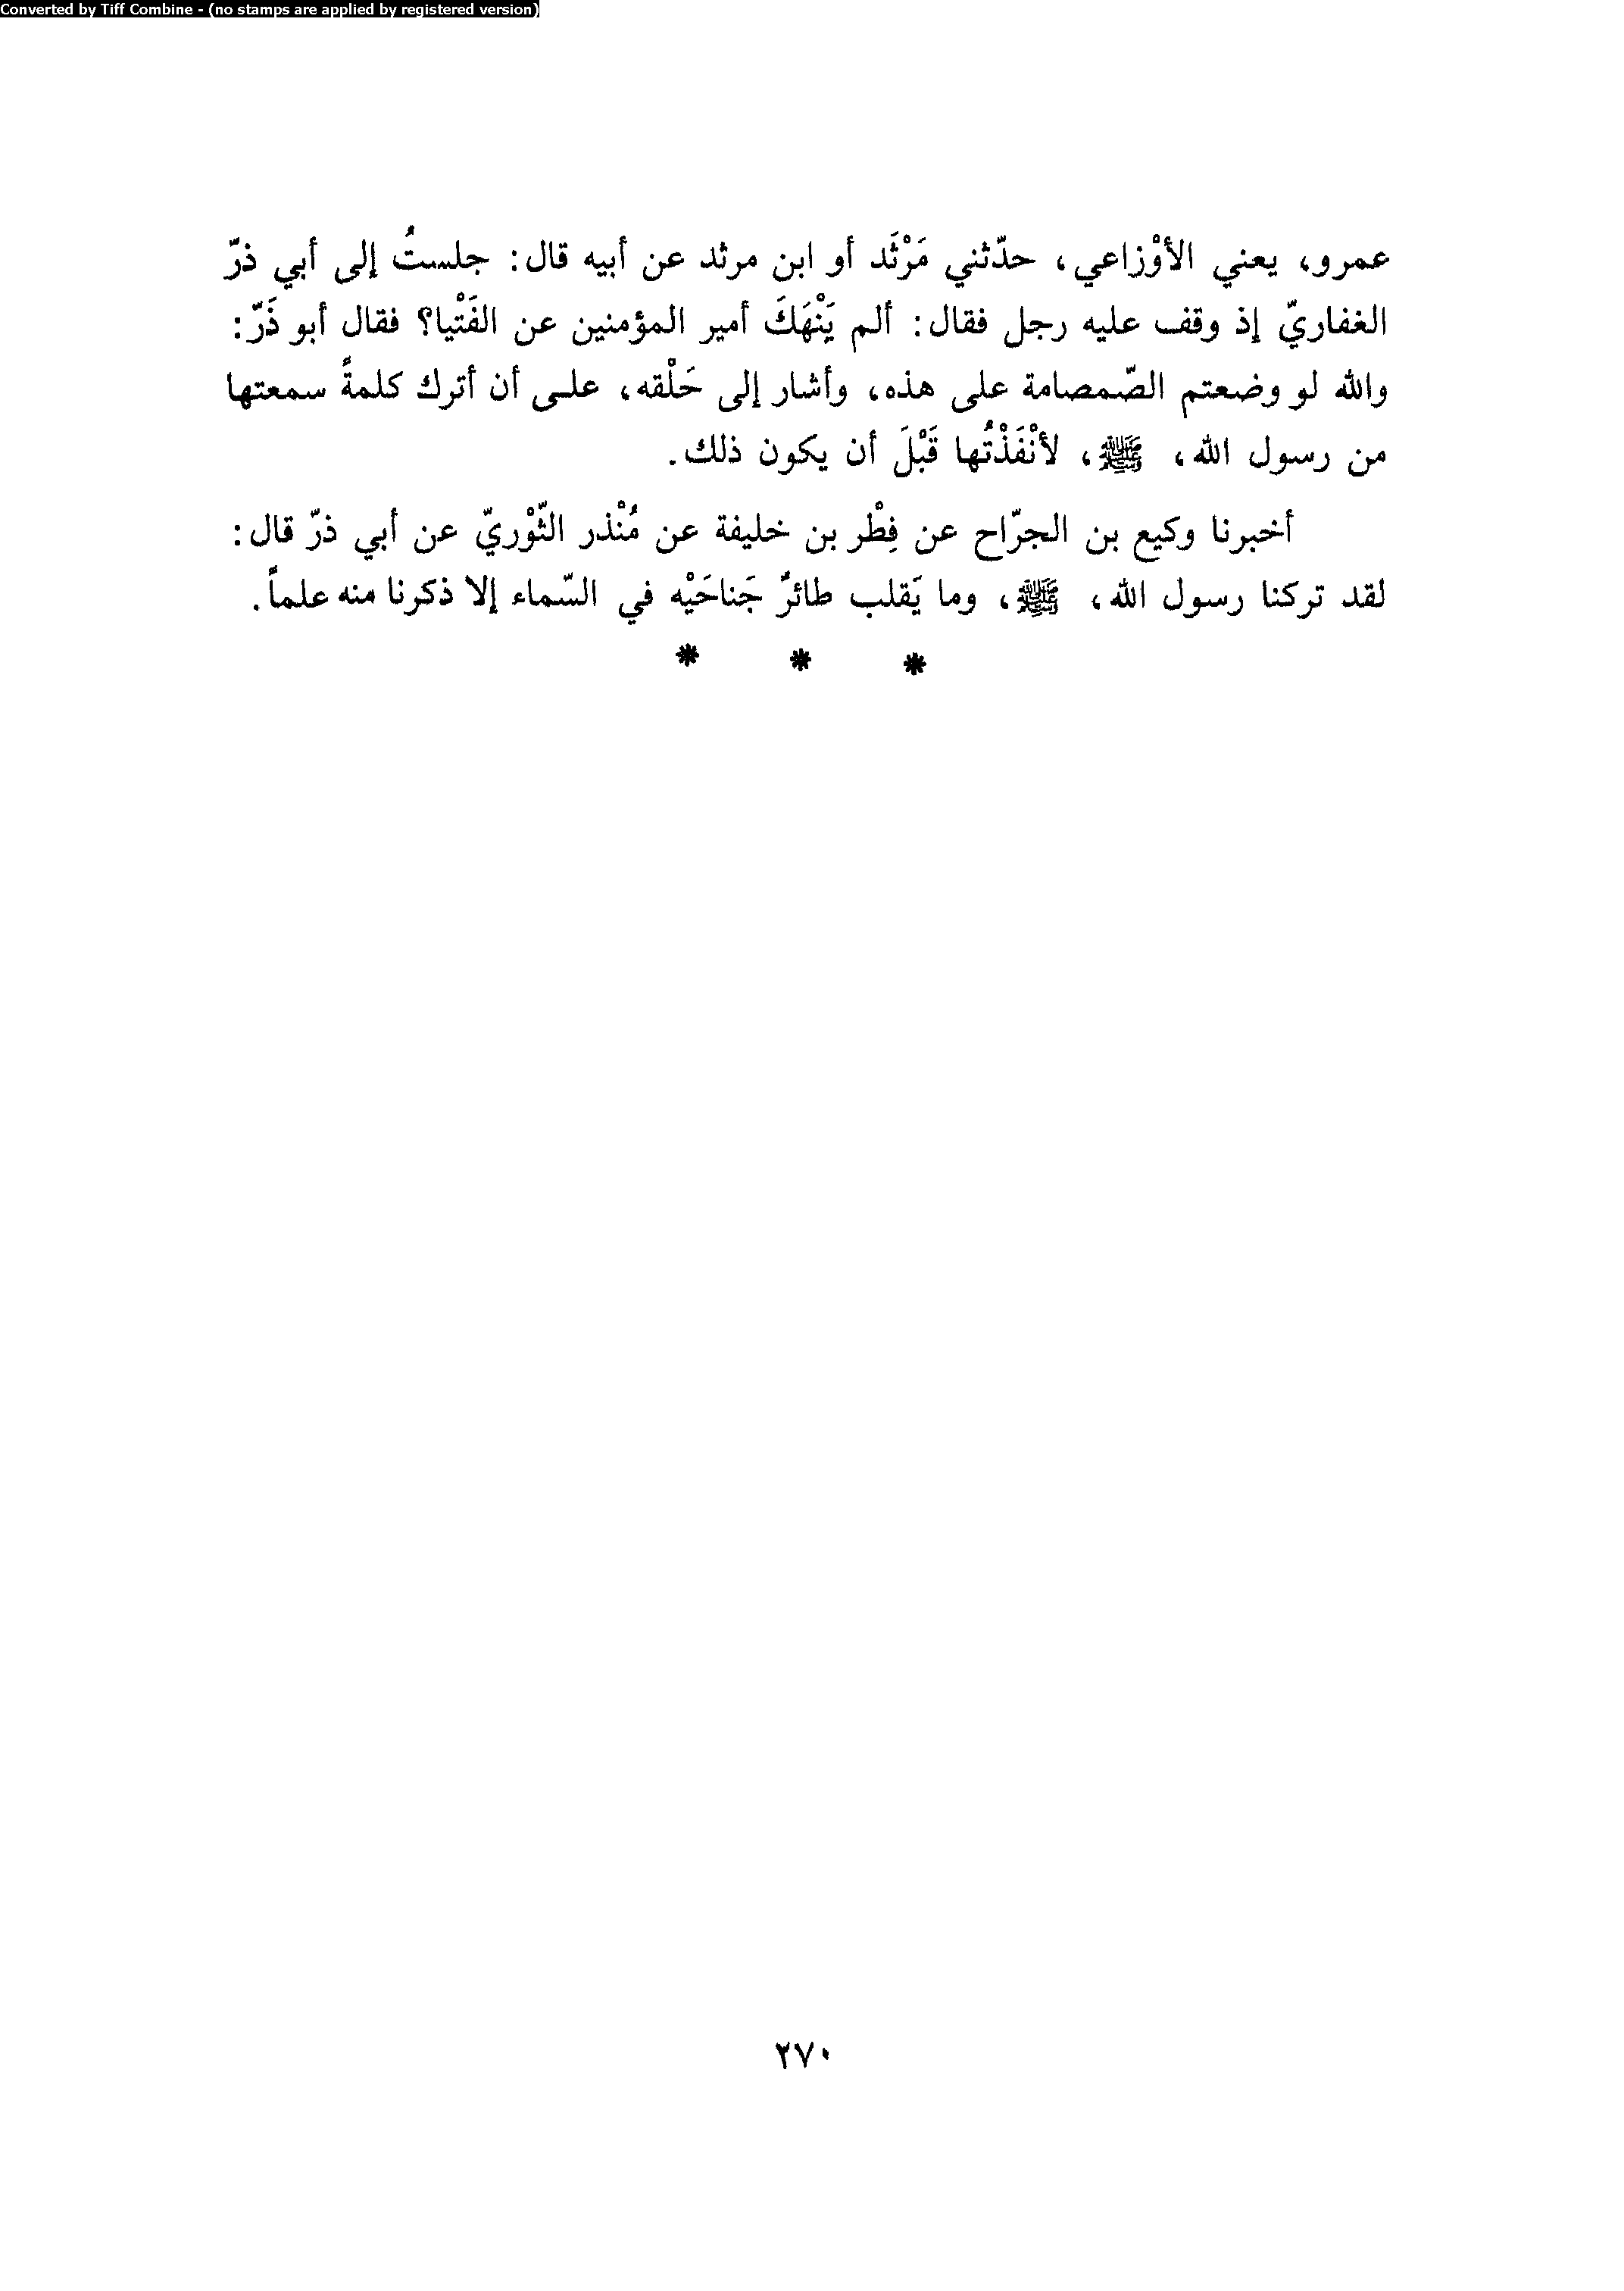 Converted by Tiff Combine - (no stamps are applied by registered version)
عمرو، يعني الأوْزاعي، حدّثني مَرْثَد أو ابن مرثد عن أبيه قال: جلستُ إلى أبي ذرّ
الغفاريّ إذ وقف عليه رجل فقال: ألم يَنْهَكَ أمير المؤمنين عن الفَتْيا؟ فقال أبو ذَرّ:
والله لو وضعتم الصّمصامة على هذه، وأشار إلى حَلْقه، على أن أترك كلمةً سمعتها
من رسول الله، ﷺ، لأنْفَذْتُها قَبْلَ أن يكون ذلك.
أخبرنا وكيع بن الجرّاح عن فِطْر بن خليفة عن مُنْذر الثّوْريّ عن أبي ذرّ قال:
لقد تركنا رسول الله، ﷺ، وما يَقلب طائرٌ جَناحَيْه في السّماء إلا ذكرنا منه علماً.
* * *
٢٧٠